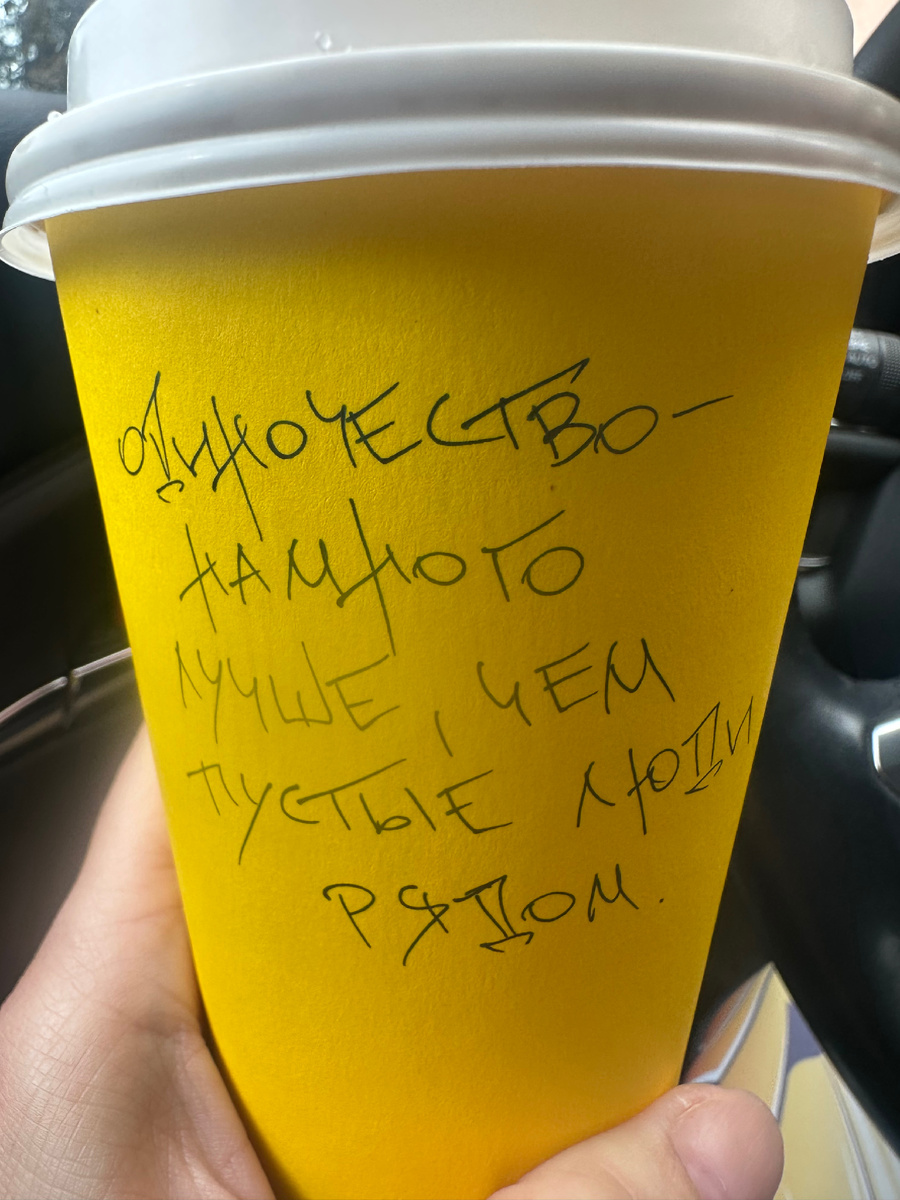 ОДИНОЧЕСТВО-
НАМНОГО
ЛУЧШЕ, ЧЕМ
ПУСТЫЕ ЛЮДИ
РЯДОМ.